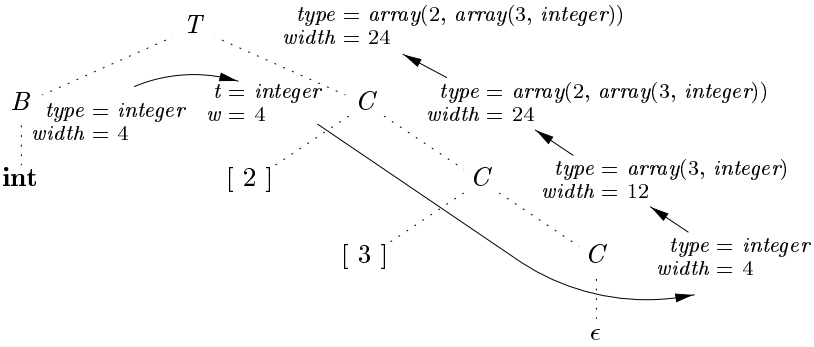 T
type = array(2, array(3, integer))
width = 24
B
type = integer
width = 4
t = integer
w = 4
C
type = array(2, array(3, integer))
width = 24
int
[ 2 ]
C
type = array(3, integer)
width = 12
[ 3 ]
C
type = integer
width = 4
ϵ